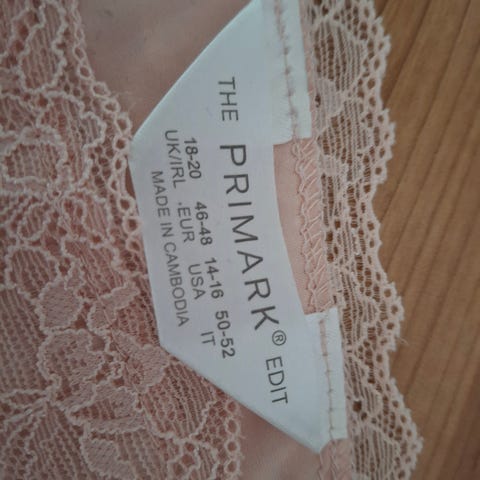 THE PRIMARK® EDIT
18-20 46-48 14-16 50-52
UK/IRL .EUR USA IT
MADE IN CAMBODIA